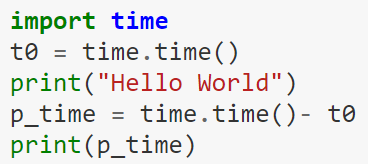 import time
t0 = time.time()
print("Hello World")
p_time = time.time()- t0
print(p_time)